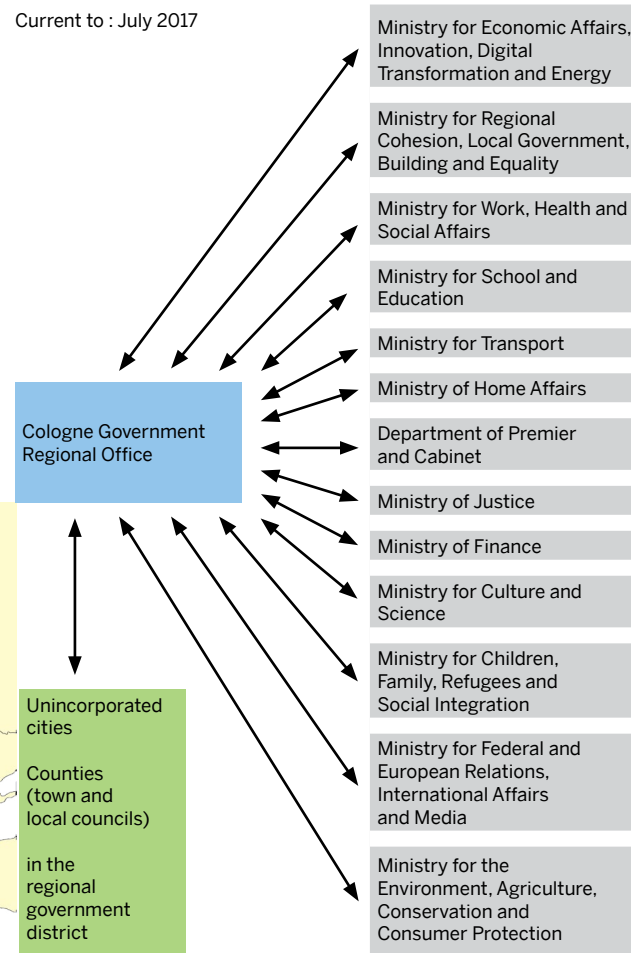 Current to : July 2017
Ministry for Economic Affairs,
Innovation, Digital
Transformation and Energy
Ministry for Regional
Cohesion, Local Government,
Building and Equality
Ministry for Work, Health and
Social Affairs
Ministry for School and
Education
Ministry for Transport
Ministry of Home Affairs
Cologne Government
Regional Office
Department of Premier
and Cabinet
Ministry of Justice
Ministry of Finance
Ministry for Culture and
Science
Ministry for Children,
Family, Refugees and
Social Integration
Ministry for Federal and
European Relations,
International Affairs
and Media
Ministry for the
Environment, Agriculture,
Conservation and
Consumer Protection
Unincorporated
cities
Counties
(town and
local councils)
in the
regional
government
district